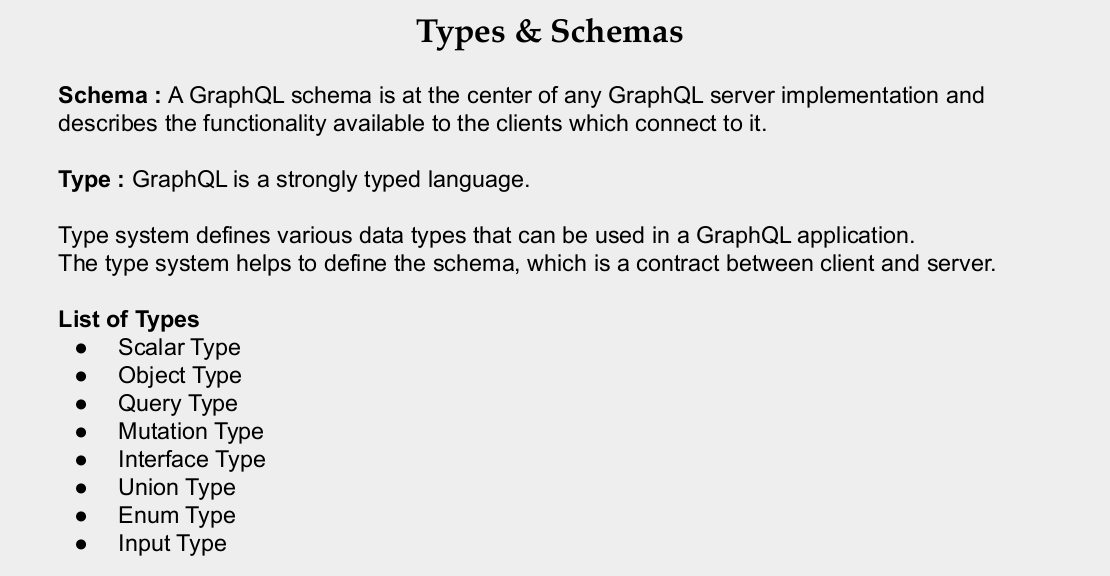 Types & Schemas
Schema : A GraphQL schema is at the center of any GraphQL server implementation and
describes the functionality available to the clients which connect to it.
Type : GraphQL is a strongly typed language.
Type system defines various data types that can be used in a GraphQL application.
The type system helps to define the schema, which is a contract between client and server.
List of Types
● Scalar Type
● Object Type
● Query Type
● Mutation Type
● Interface Type
● Union Type
● Enum Type
● Input Type